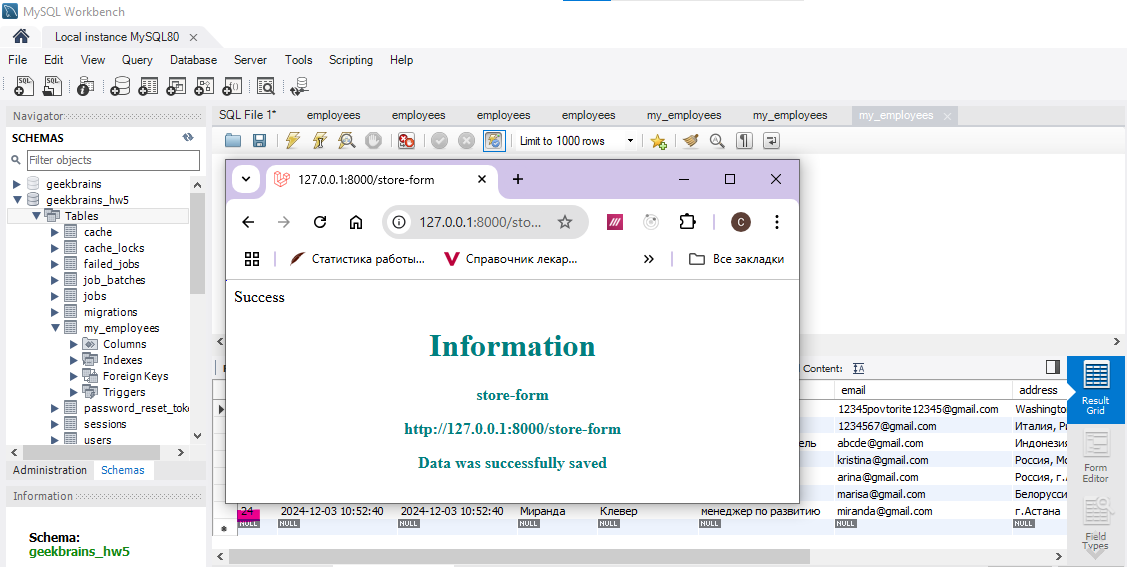 MySQL Workbench
Local instance MySQL80
File Edit View Query Database Server Tools Scripting Help
Navigator
SCHEMAS
Filter objects
geekbrains
geekbrains_hw5
Tables
cache
cache_locks
failed_jobs
job_batches
jobs
migrations
my_employees
Columns
Indexes
Foreign Keys
Triggers
password_reset_tok
sessions
users
Administration Schemas
Information
Schema:
geekbrains_hw5
SQL File 1* employees employees employees employees my_employees my_employees my_employees
Limit to 1000 rows
127.0.0.1:8000/store-form
127.0.0.1:8000/sto...
C
Статистика работы... Справочник лекар... Все закладки
Success
Information
store-form
http://127.0.0.1:8000/store-form
Data was successfully saved
Content:
email address
12345povtorite12345@gmail.com Washingto
1234567@gmail.com Италия, Ри
ель abcde@gmail.com Индонезия
kristina@gmail.com Россия, Мо
arina@gmail.com Россия, г.
marisa@gmail.com Белорусси
24 2024-12-03 10:52:40 2024-12-03 10:52:40 Миранда Клевер менеджер по развитию miranda@gmail.com г.Астана
NULL NULL NULL NULL NULL NULL NULL NULL
Result
Grid
Form
Editor
Field
Types